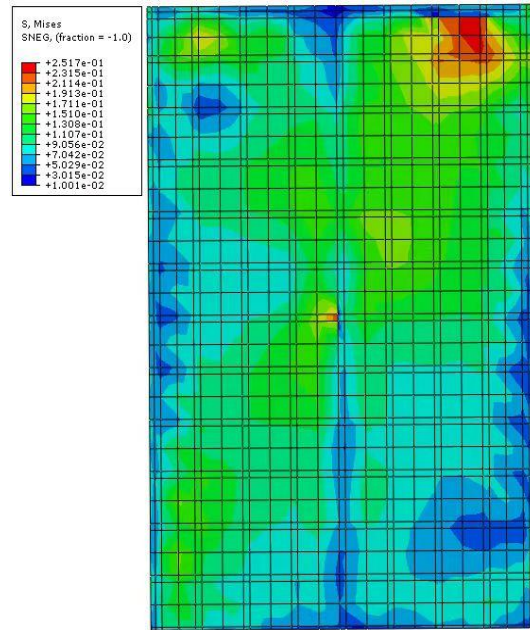 S, Mises
SNEG, (fraction = -1.0)
+2.517e-01
+2.315e-01
+2.114e-01
+1.913e-01
+1.711e-01
+1.510e-01
+1.308e-01
+1.107e-01
+9.056e-02
+7.042e-02
+5.029e-02
+3.015e-02
+1.001e-02